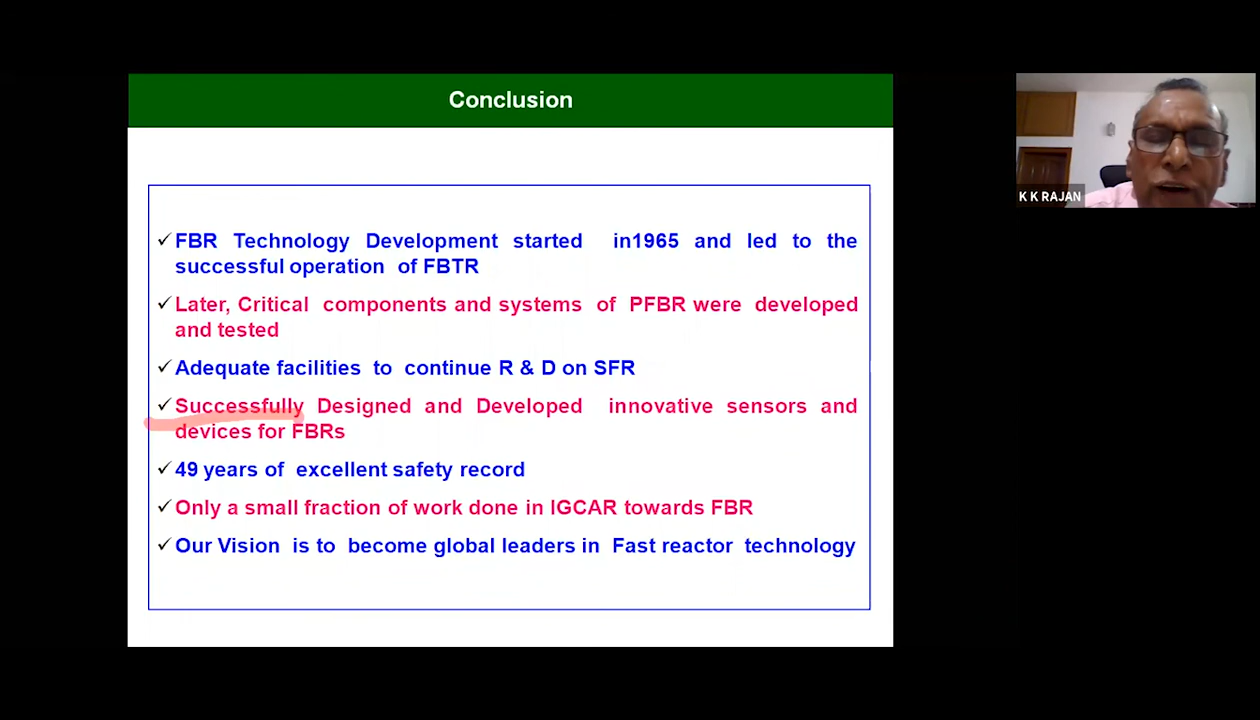 Conclusion
K K RAJAN
✓ FBR Technology Development started in1965 and led to the
successful operation of FBTR
✓ Later, Critical components and systems of PFBR were developed
and tested
✓ Adequate facilities to continue R & D on SFR
✓ Successfully Designed and Developed innovative sensors and
devices for FBRs
✓ 49 years of excellent safety record
✓ Only a small fraction of work done in IGCAR towards FBR
✓ Our Vision is to become global leaders in Fast reactor technology